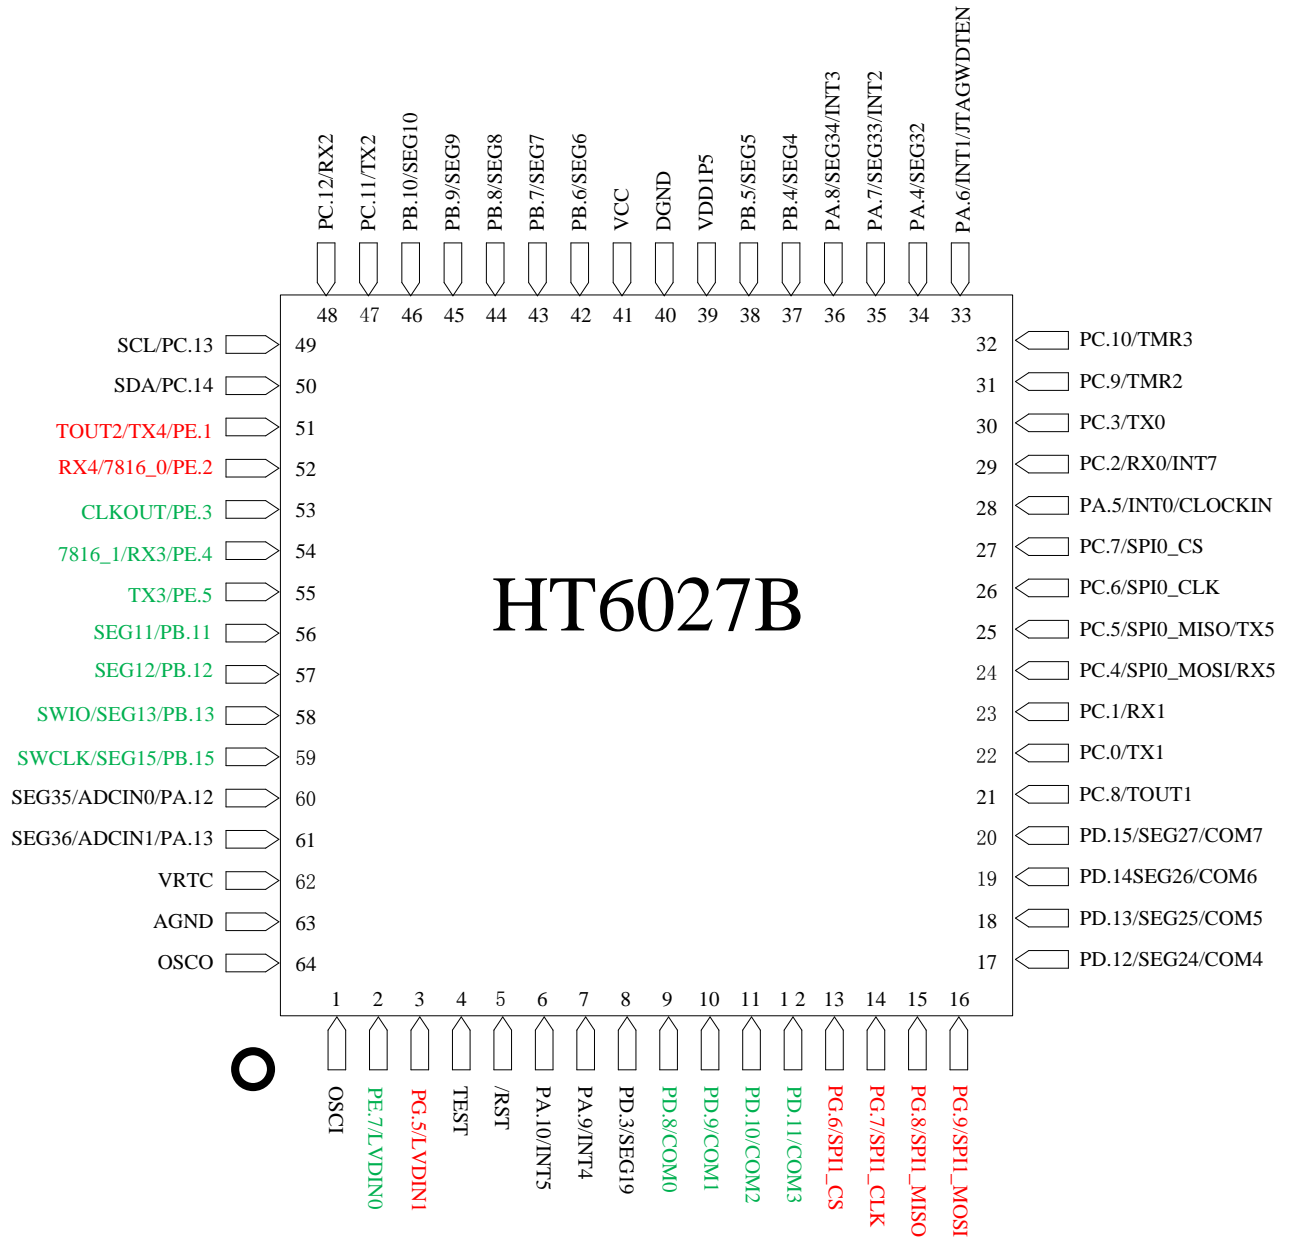 PC.12/RX2
PC.11/TX2
PB.10/SEG10
PB.9/SEG9
PB.8/SEG8
PB.7/SEG7
PB.6/SEG6
VCC
DGND
VDD1P5
PB.5/SEG5
PB.4/SEG4
PA.8/SEG34/INT3
PA.7/SEG33/INT2
PA.4/SEG32
PA.6/INT1/JTAGWDTEN
48 47 46 45 44 43 42 41 40 39 38 37 36 35 34 33
SCL/PC.13 49
SDA/PC.14 50
TOUT2/TX4/PE.1 51
RX4/7816_0/PE.2 52
CLKOUT/PE.3 53
7816_1/RX3/PE.4 54
TX3/PE.5 55
SEG11/PB.11 56
SEG12/PB.12 57
SWIO/SEG13/PB.13 58
SWCLK/SEG15/PB.15 59
SEG35/ADCIN0/PA.12 60
SEG36/ADCIN1/PA.13 61
VRTC 62
AGND 63
OSCO 64
HT6027B
32 PC.10/TMR3
31 PC.9/TMR2
30 PC.3/TX0
29 PC.2/RX0/INT7
28 PA.5/INT0/CLOCKIN
27 PC.7/SPI0_CS
26 PC.6/SPI0_CLK
25 PC.5/SPI0_MISO/TX5
24 PC.4/SPI0_MOSI/RX5
23 PC.1/RX1
22 PC.0/TX1
21 PC.8/TOUT1
20 PD.15/SEG27/COM7
19 PD.14SEG26/COM6
18 PD.13/SEG25/COM5
17 PD.12/SEG24/COM4
1 2 3 4 5 6 7 8 9 10 11 1 2 13 14 15 16
OSCI
PE.7/LVDIN0
PG.5/LVDIN1
TEST
/RST
PA.10/INT5
PA.9/INT4
PD.3/SEG19
PD.8/COM0
PD.9/COM1
PD.10/COM2
PD.11/COM3
PG.6/SPI1_CS
PG.7/SPI1_CLK
PG.8/SPI1_MISO
PG.9/SPI1_MOSI